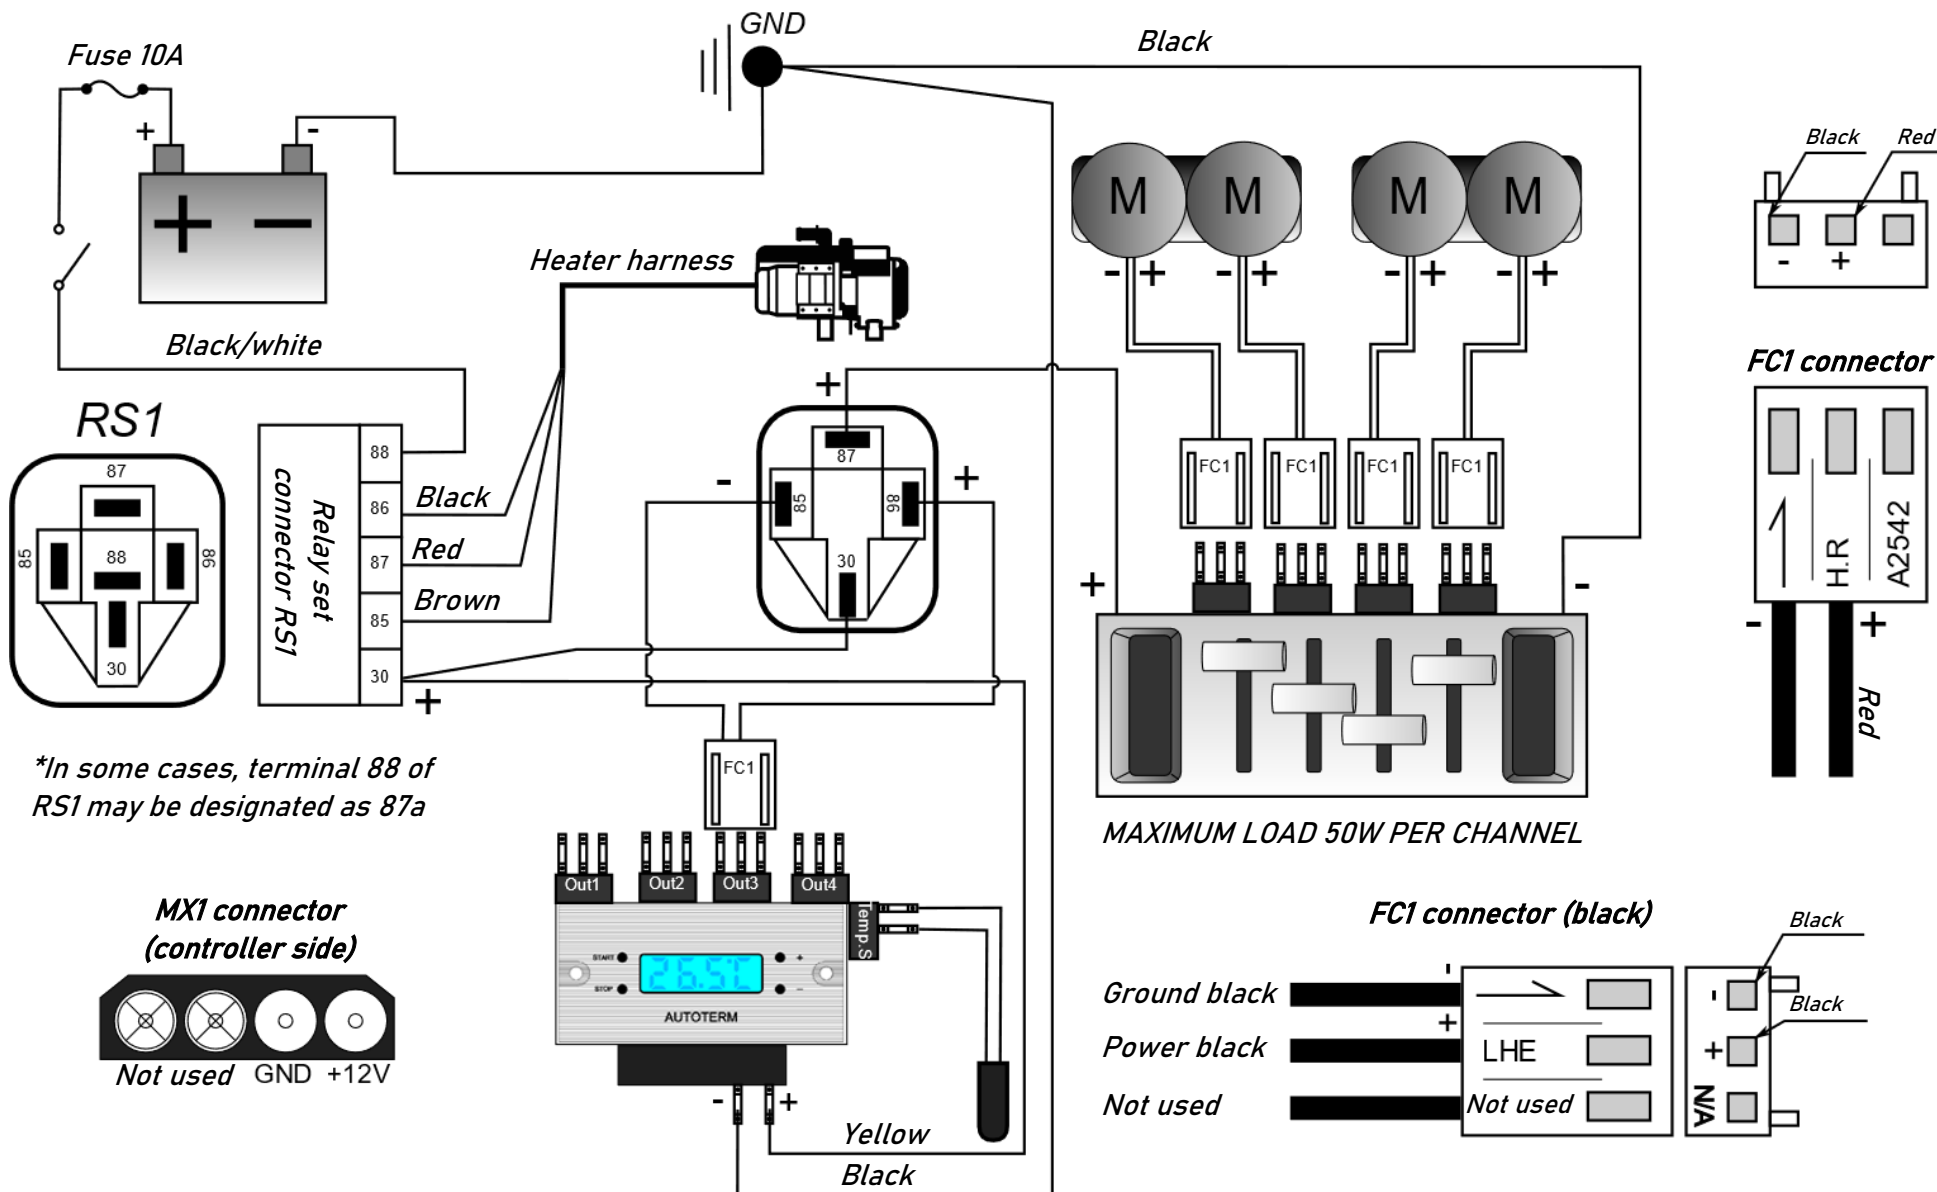 GND
Black
Fuse 10A
+
-
Black
Red
M
M
M
M
-
+
Heater harness
- +
- +
- +
- +
Black/white
FC1 connector
RS1
+
87
85
88
86
30
Relay set
connector RS1
88
86
87
85
30
Black
Red
Brown
+
87
85
86
30
-
+
FC1
FC1
FC1
FC1
H.R
A2542
-
+
Red
+
-
*In some cases, terminal 88 of
RS1 may be designated as 87a
FC1
MAXIMUM LOAD 50W PER CHANNEL
Out1
Out2
Out3
Out4
Temp.S
START
STOP
+
-
26.5°C
AUTOTERM
MX1 connector
(controller side)
Not used
GND
+12V
-
+
Yellow
Black
FC1 connector (black)
Black
Black
Ground black
-
Power black
+
LHE
Not used
Not used
-
+
N/A